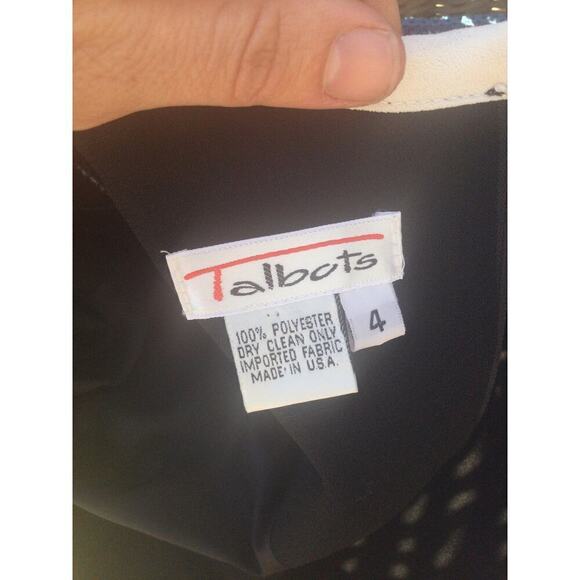 Talbots
4
100% POLYESTER
DRY CLEAN ONLY
IMPORTED FABRIC
MADE IN U.S.A.